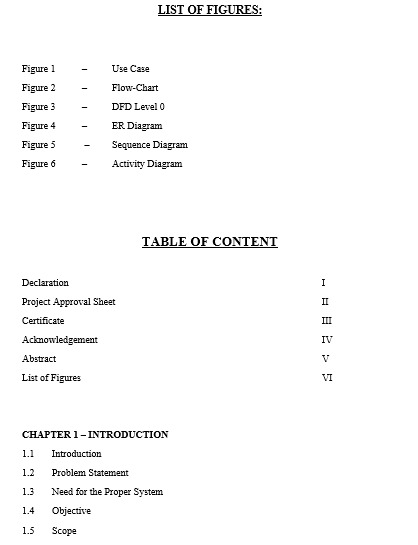 LIST OF FIGURES:
Figure 1 – Use Case
Figure 2 – Flow-Chart
Figure 3 – DFD Level 0
Figure 4 – ER Diagram
Figure 5 – Sequence Diagram
Figure 6 – Activity Diagram
TABLE OF CONTENT
Declaration I
Project Approval Sheet II
Certificate III
Acknowledgement IV
Abstract V
List of Figures VI
CHAPTER 1 – INTRODUCTION
1.1 Introduction
1.2 Problem Statement
1.3 Need for the Proper System
1.4 Objective
1.5 Scope